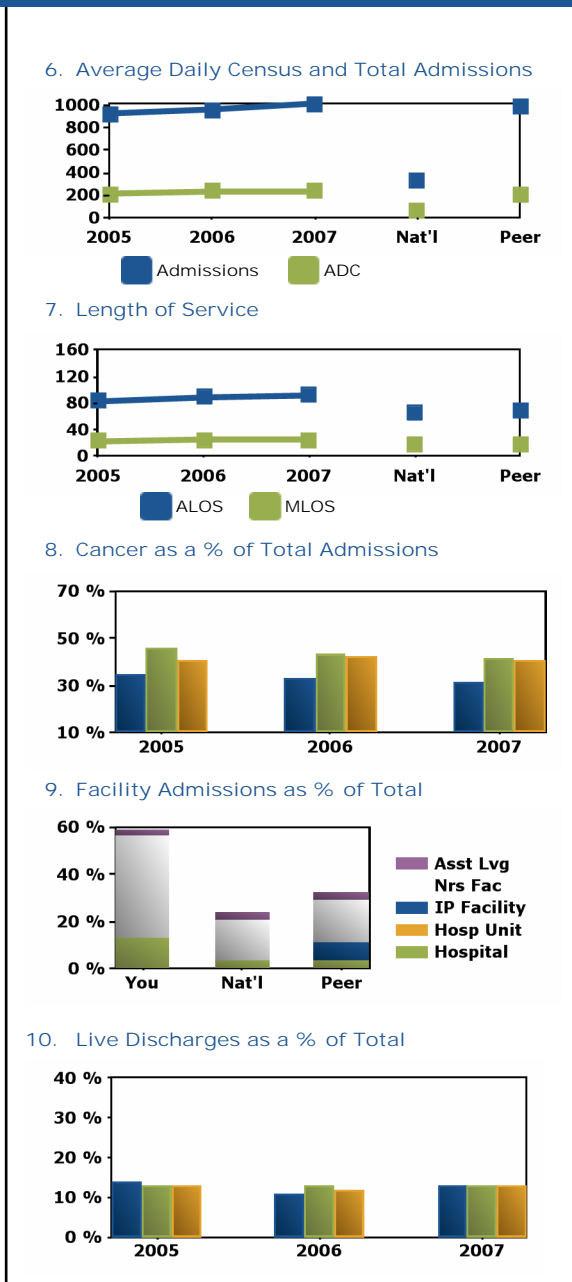 6. Average Daily Census and Total Admissions
1000
800
600
400
200
0
2005 2006 2007 Nat'l Peer
Admissions ADC
7. Length of Service
160
120
80
40
0
2005 2006 2007 Nat'l Peer
ALOS MLOS
8. Cancer as a % of Total Admissions
70 %
50 %
30 %
10 %
2005 2006 2007
9. Facility Admissions as % of Total
60 %
40 %
20 %
0 %
You Nat'l Peer
Asst Lvg
Nrs Fac
IP Facility
Hosp Unit
Hospital
10. Live Discharges as a % of Total
40 %
30 %
20 %
10 %
0 %
2005 2006 2007